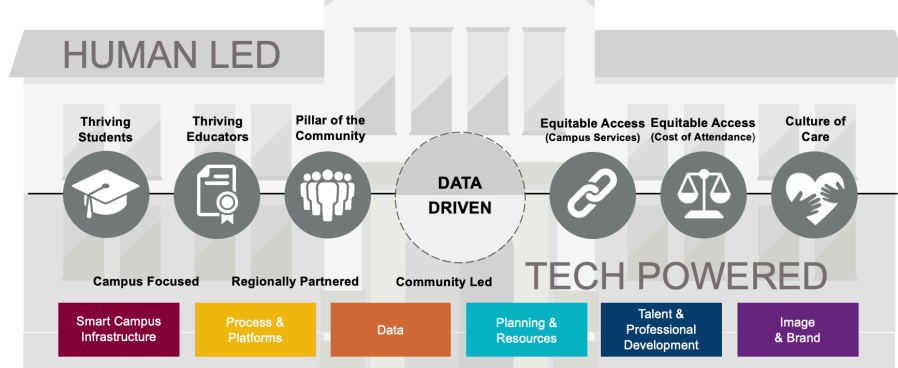 HUMAN LED
Thriving
Students
Thriving
Educators
Pillar of the
Community
DATA
DRIVEN
Equitable Access
(Campus Services)
Equitable Access
(Cost of Attendance)
Culture of
Care
Campus Focused
Regionally Partnered
Community Led
TECH POWERED
Smart Campus
Infrastructure
Process &
Platforms
Data
Planning &
Resources
Talent &
Professional
Development
Image
& Brand